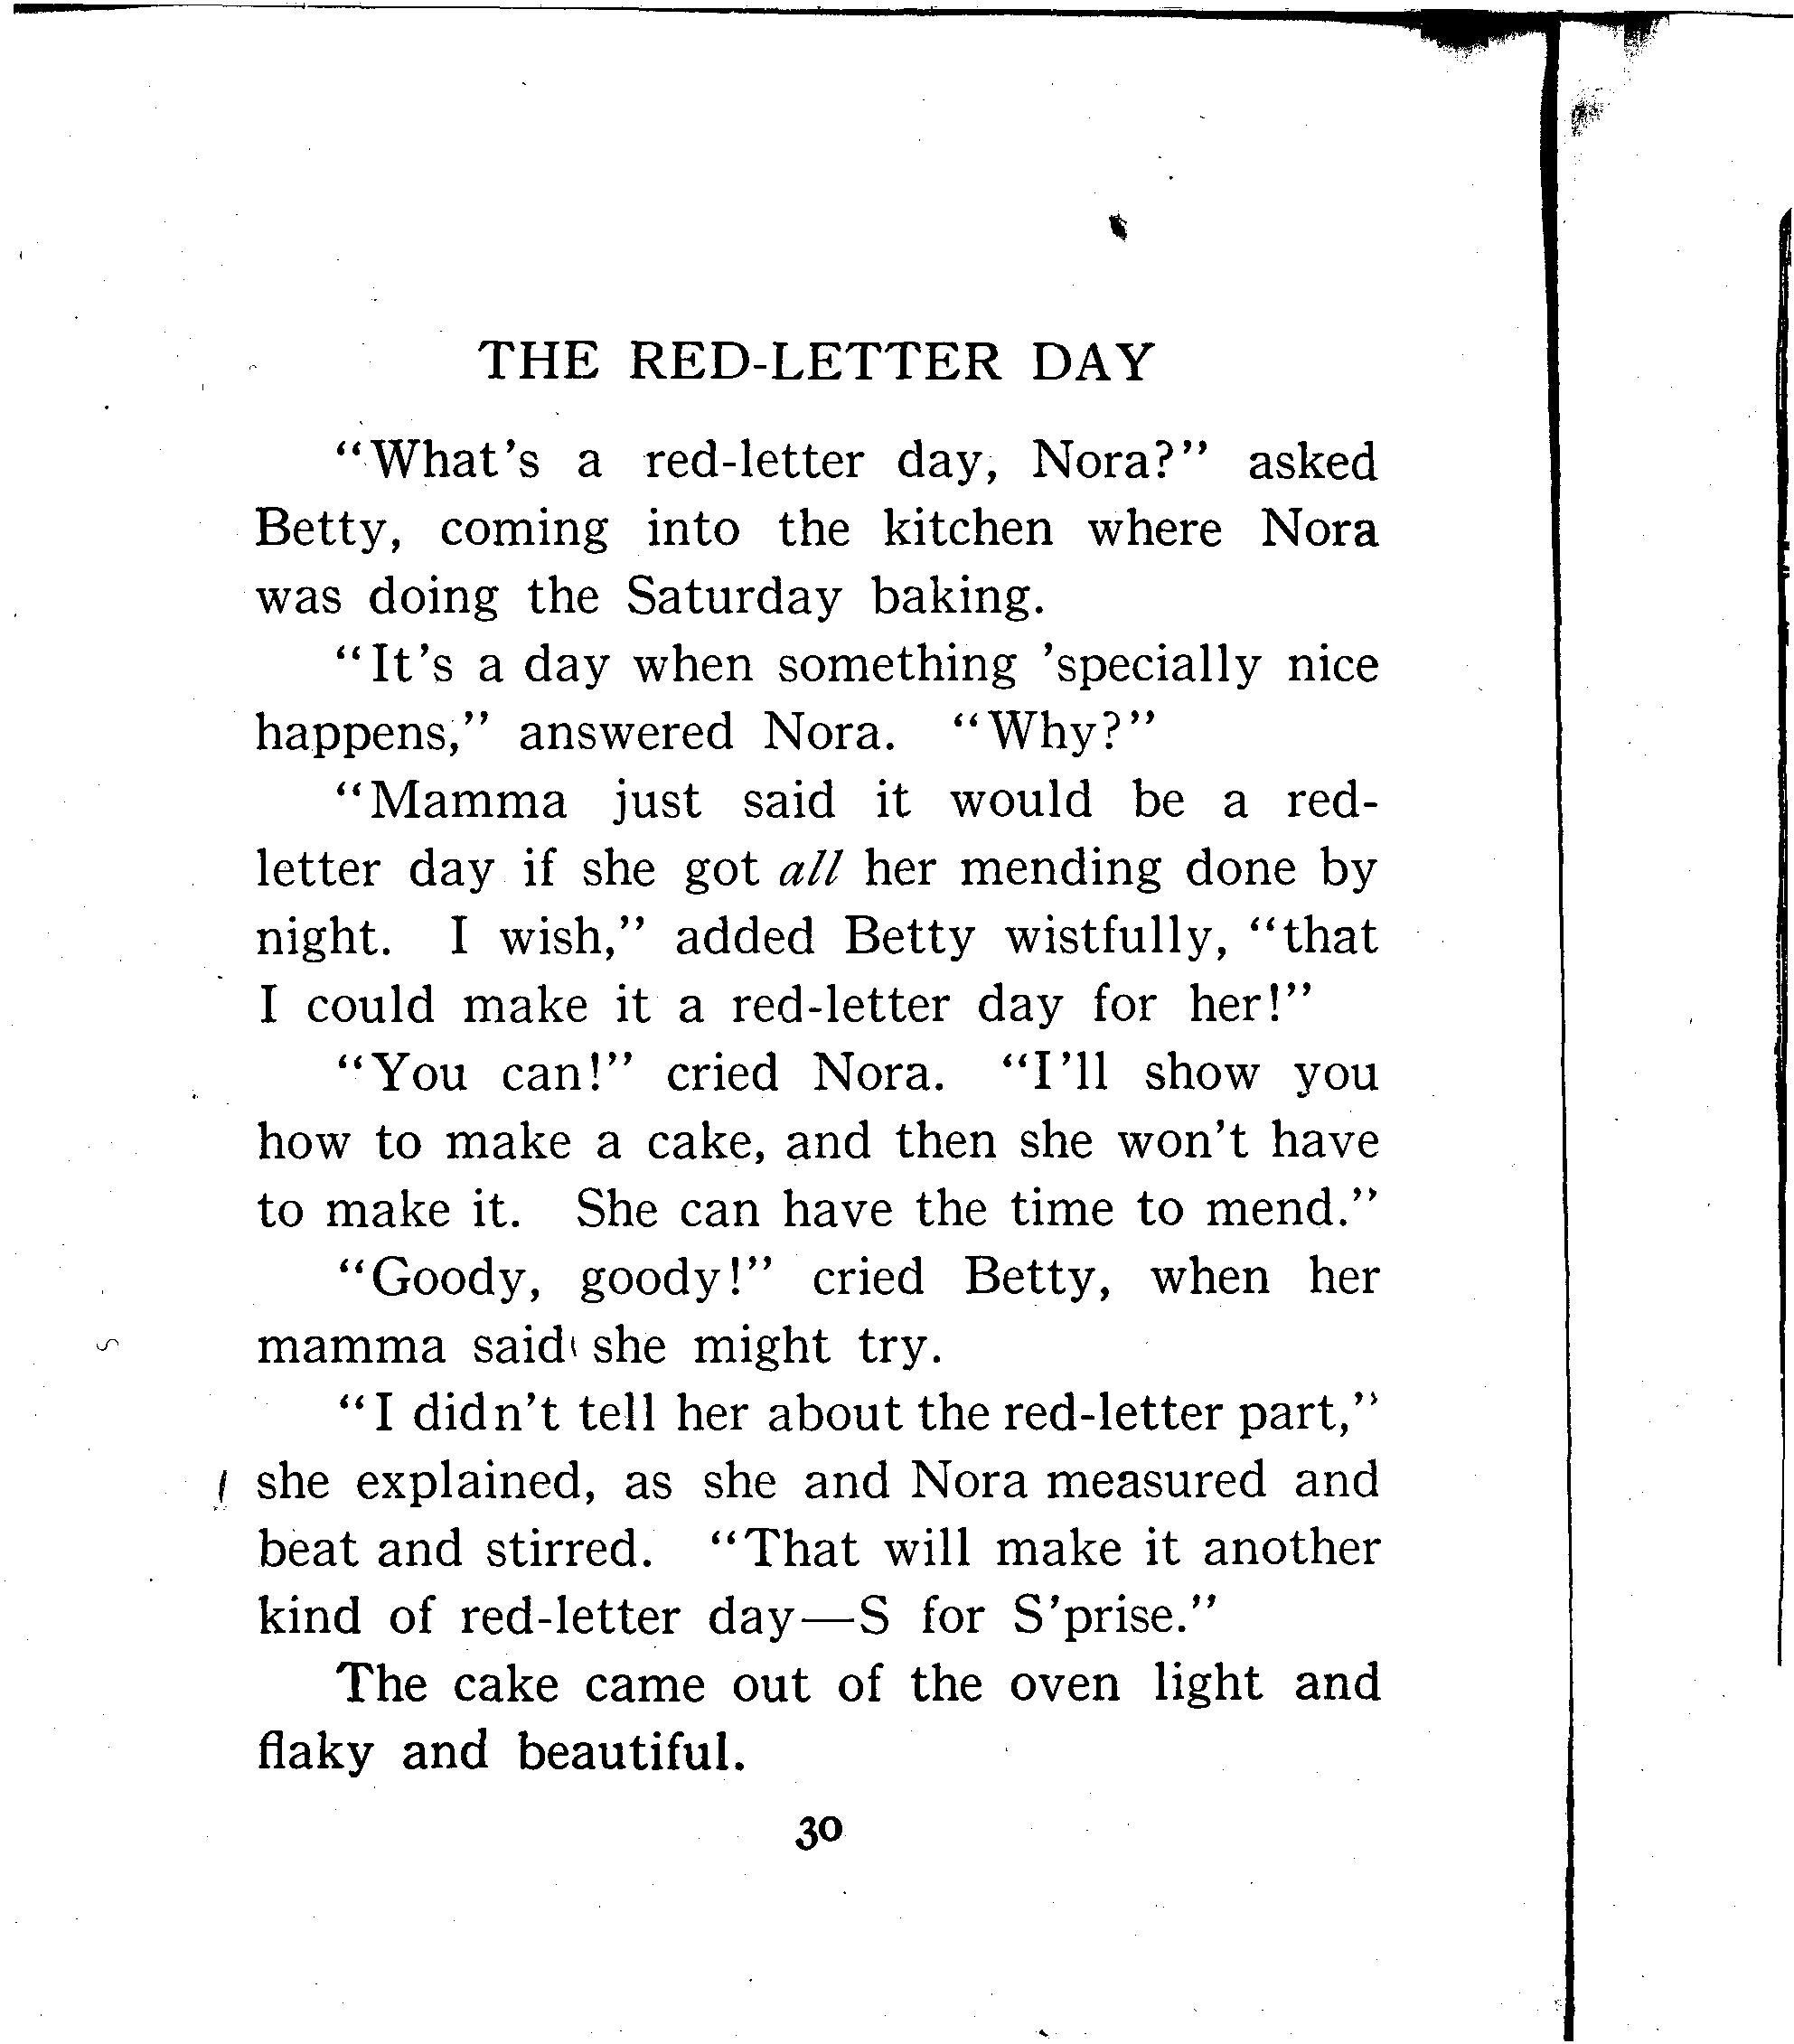 THE RED-LETTER DAY
“What’s a red-letter day, Nora?” asked
Betty, coming into the kitchen where Nora
was doing the Saturday baking.
“It’s a day when something ’specially nice
happens,” answered Nora. “Why?”
“Mamma just said it would be a red-
letter day if she got all her mending done by
night. I wish,” added Betty wistfully, “that
I could make it a red-letter day for her!”
“You can!” cried Nora. “I’ll show you
how to make a cake, and then she won’t have
to make it. She can have the time to mend.”
“Goody, goody!” cried Betty, when her
mamma said she might try.
“I didn’t tell her about the red-letter part,”
she explained, as she and Nora measured and
beat and stirred. “That will make it another
kind of red-letter day—S for S’prise.”
The cake came out of the oven light and
flaky and beautiful.
30